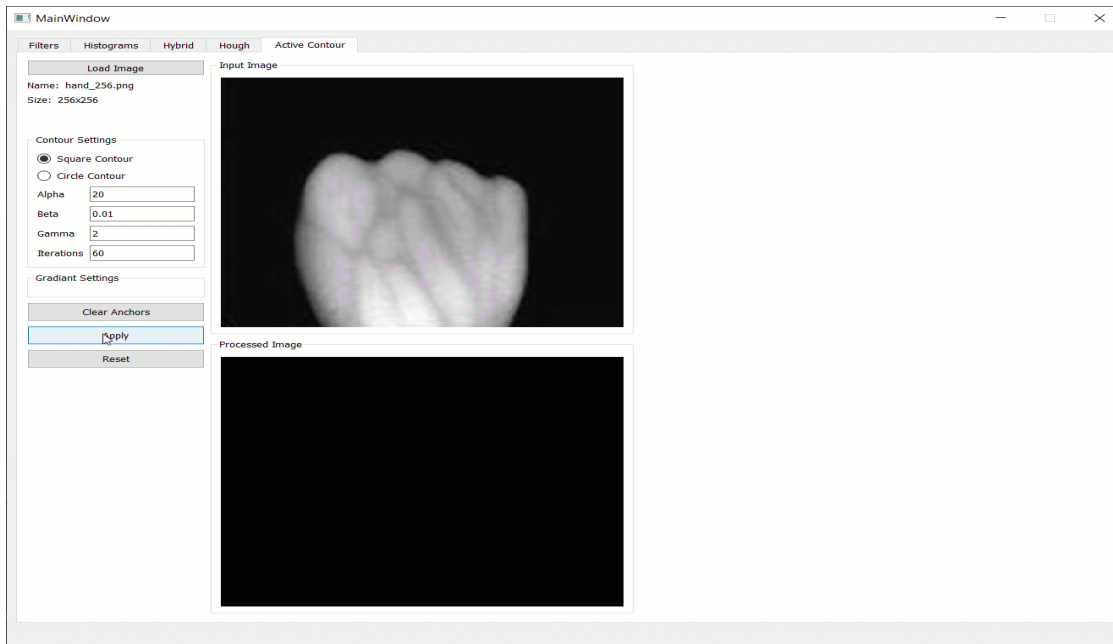 MainWindow
Filters Histograms Hybrid Hough Active Contour
Load Image
Name: hand_256.png
Size: 256x256
Contour Settings
Square Contour
Circle Contour
Alpha 20
Beta 0.01
Gamma 2
Iterations 60
Gradiant Settings
Clear Anchors
Apply
Reset
Input Image
Processed Image